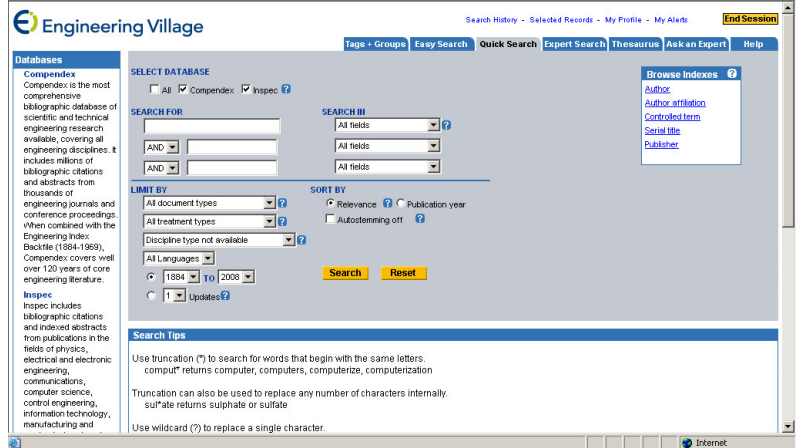 Engineering Village
Search History - Selected Records - My Profile - My Alerts
End Session
Tags + Groups Easy Search Quick Search Expert Search Thesaurus Ask an Expert Help
Databases
Compendex
Compendex is the most
comprehensive
bibliographic database of
scientific and technical
engineering research
available, covering all
engineering disciplines. It
includes millions of
bibliographic citations
and abstracts from
thousands of
engineering journals and
conference proceedings.
When combined with the
Engineering Index
Backfile (1884-1969),
Compendex covers well
over 120 years of core
engineering literature.
Inspec
Inspec includes
bibliographic citations
and indexed abstracts
from publications in the
fields of physics,
electrical and electronic
engineering,
communications,
computer science,
control engineering,
information technology,
manufacturing and
SELECT DATABASE
All Compendex Inspec ?
SEARCH FOR
SEARCH IN
All fields ?
AND
All fields
AND
All fields
LIMIT BY
All document types ?
All treatment types ?
Discipline type not available ?
All Languages
1884 TO 2008
1 Updates ?
SORT BY
Relevance ? Publication year
Autostemming off ?
Search Reset
Browse Indexes ?
Author
Author affiliation
Controlled term
Serial title
Publisher
Search Tips
Use truncation (*) to search for words that begin with the same letters.
comput* returns computer, computers, computerize, computerization
Truncation can also be used to replace any number of characters internally.
sul*ate returns sulphate or sulfate
Use wildcard (?) to replace a single character.
Internet